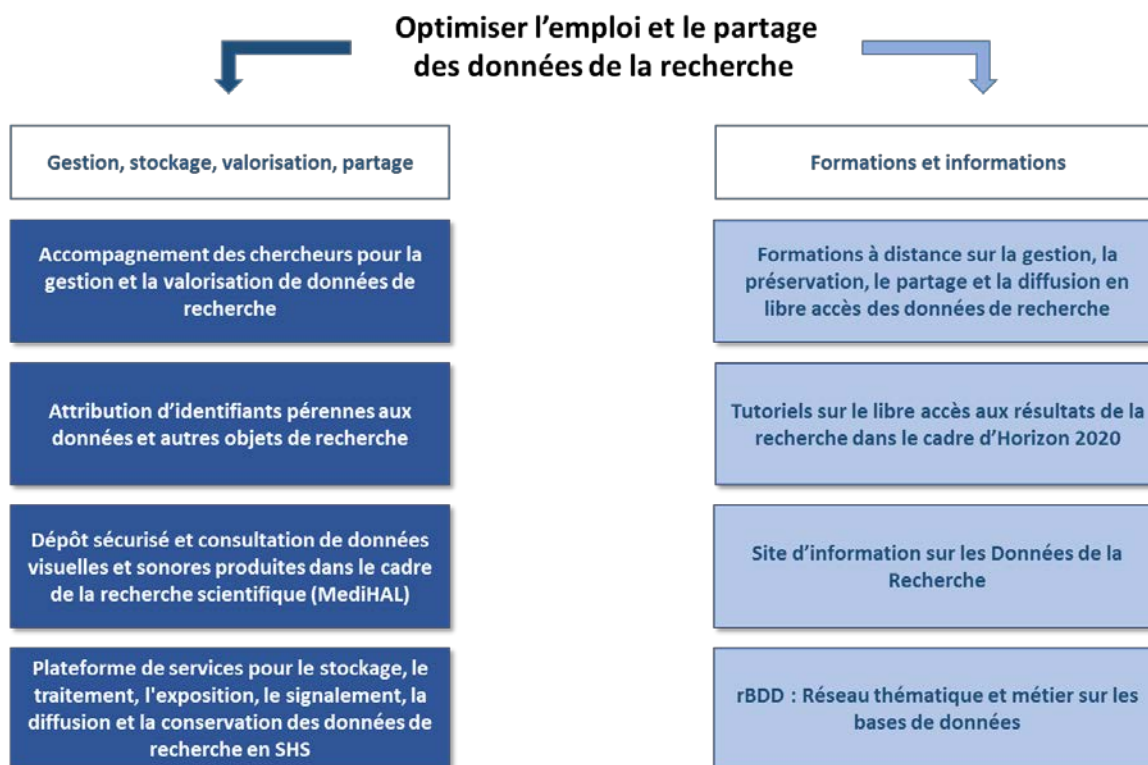 Optimiser l’emploi et le partage
des données de la recherche
Gestion, stockage, valorisation, partage
Accompagnement des chercheurs pour la
gestion et la valorisation de données de
recherche
Attribution d’identifiants pérennes aux
données et autres objets de recherche
Dépôt sécurisé et consultation de données
visuelles et sonores produites dans le cadre
de la recherche scientifique (MediHAL)
Plateforme de services pour le stockage, le
traitement, l'exposition, le signalement, la
diffusion et la conservation des données de
recherche en SHS
Formations et informations
Formations à distance sur la gestion, la
préservation, le partage et la diffusion en
libre accès des données de recherche
Tutoriels sur le libre accès aux résultats de la
recherche dans le cadre d’Horizon 2020
Site d’information sur les Données de la
Recherche
rBDD : Réseau thématique et métier sur les
bases de données